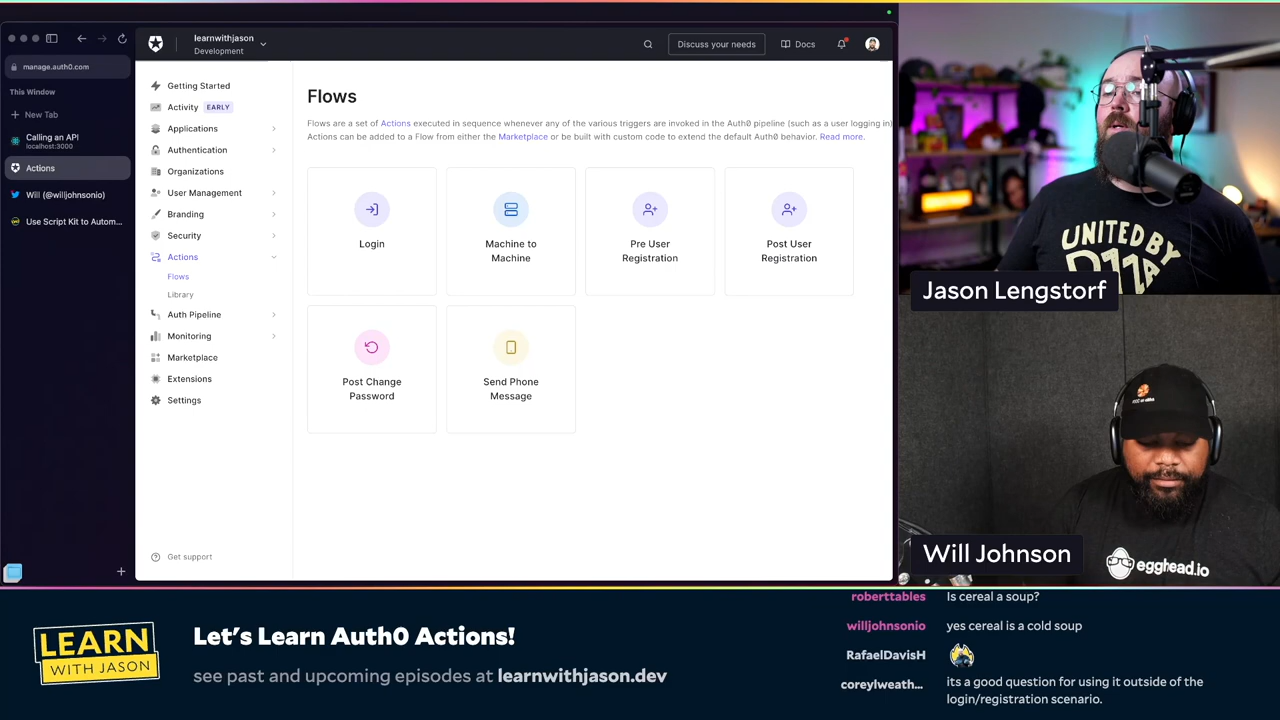 manage.auth0.com
This Window
New Tab
Calling an API
localhost:3000
Actions
Will (@willjohnsonio)
Use Script Kit to Autom...
learnwithjason
Development
Discuss your needs
Docs
Getting Started
Activity EARLY
Applications
Authentication
Organizations
User Management
Branding
Security
Actions
Flows
Library
Auth Pipeline
Monitoring
Marketplace
Extensions
Settings
Get support
Flows
Flows are a set of Actions executed in sequence whenever any of the various triggers are invoked in the Auth0 pipeline (such as a user logging in)
Actions can be added to a Flow from either the Marketplace or be built with custom code to extend the default Auth0 behavior. Read more.
Login
Machine to
Machine
Pre User
Registration
Post User
Registration
Post Change
Password
Send Phone
Message
UNITED BY
Jason Lengstorf
Will Johnson
egghead.io
LEARN
WITH JASON
Let's Learn Auth0 Actions!
see past and upcoming episodes at learnwithjason.dev
roberttables Is cereal a soup?
willjohnsonio yes cereal is a cold soup
RafaelDavisH
coreylweath... its a good question for using it outside of the
login/registration scenario.